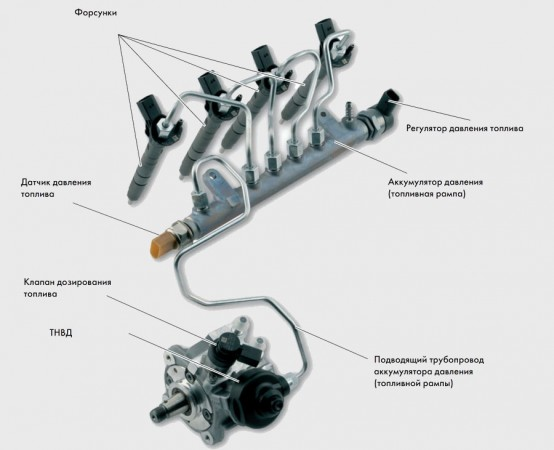 Форсунки
Регулятор давления топлива
Датчик давления
топлива
Аккумулятор давления
(топливная рампа)
Клапан дозирования
топлива
ТНВД
Подводящий трубопровод
аккумулятора давления
(топливной рампы)